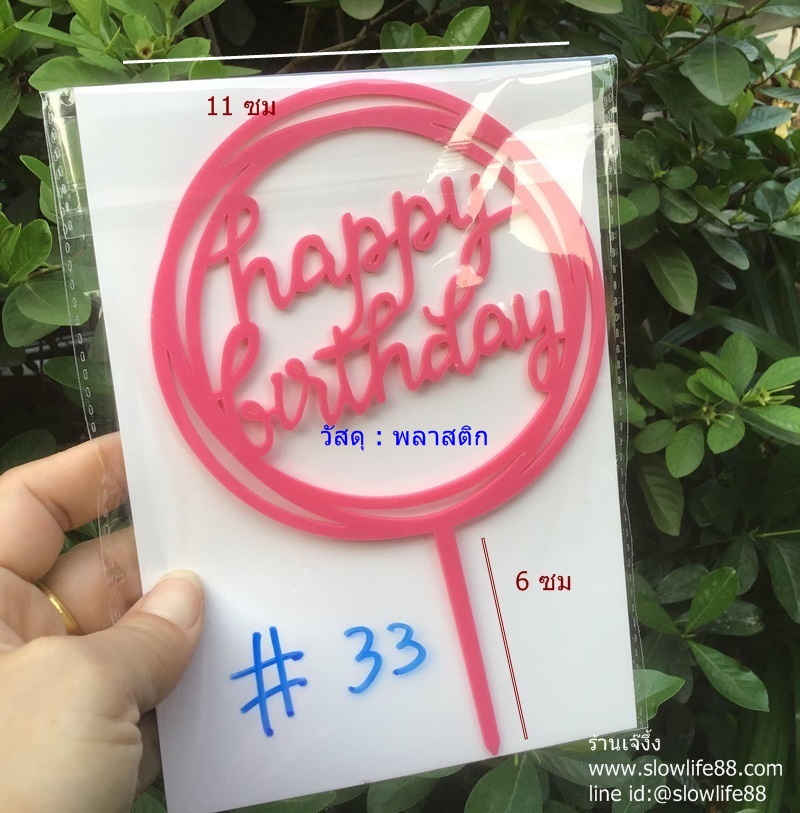 11 ซม
happy
birthday
วัสดุ : พลาสติก
6 ซม
# 33
ร้านเจ๊งั้ง
www.slowlife88.com
line id:@slowlife88